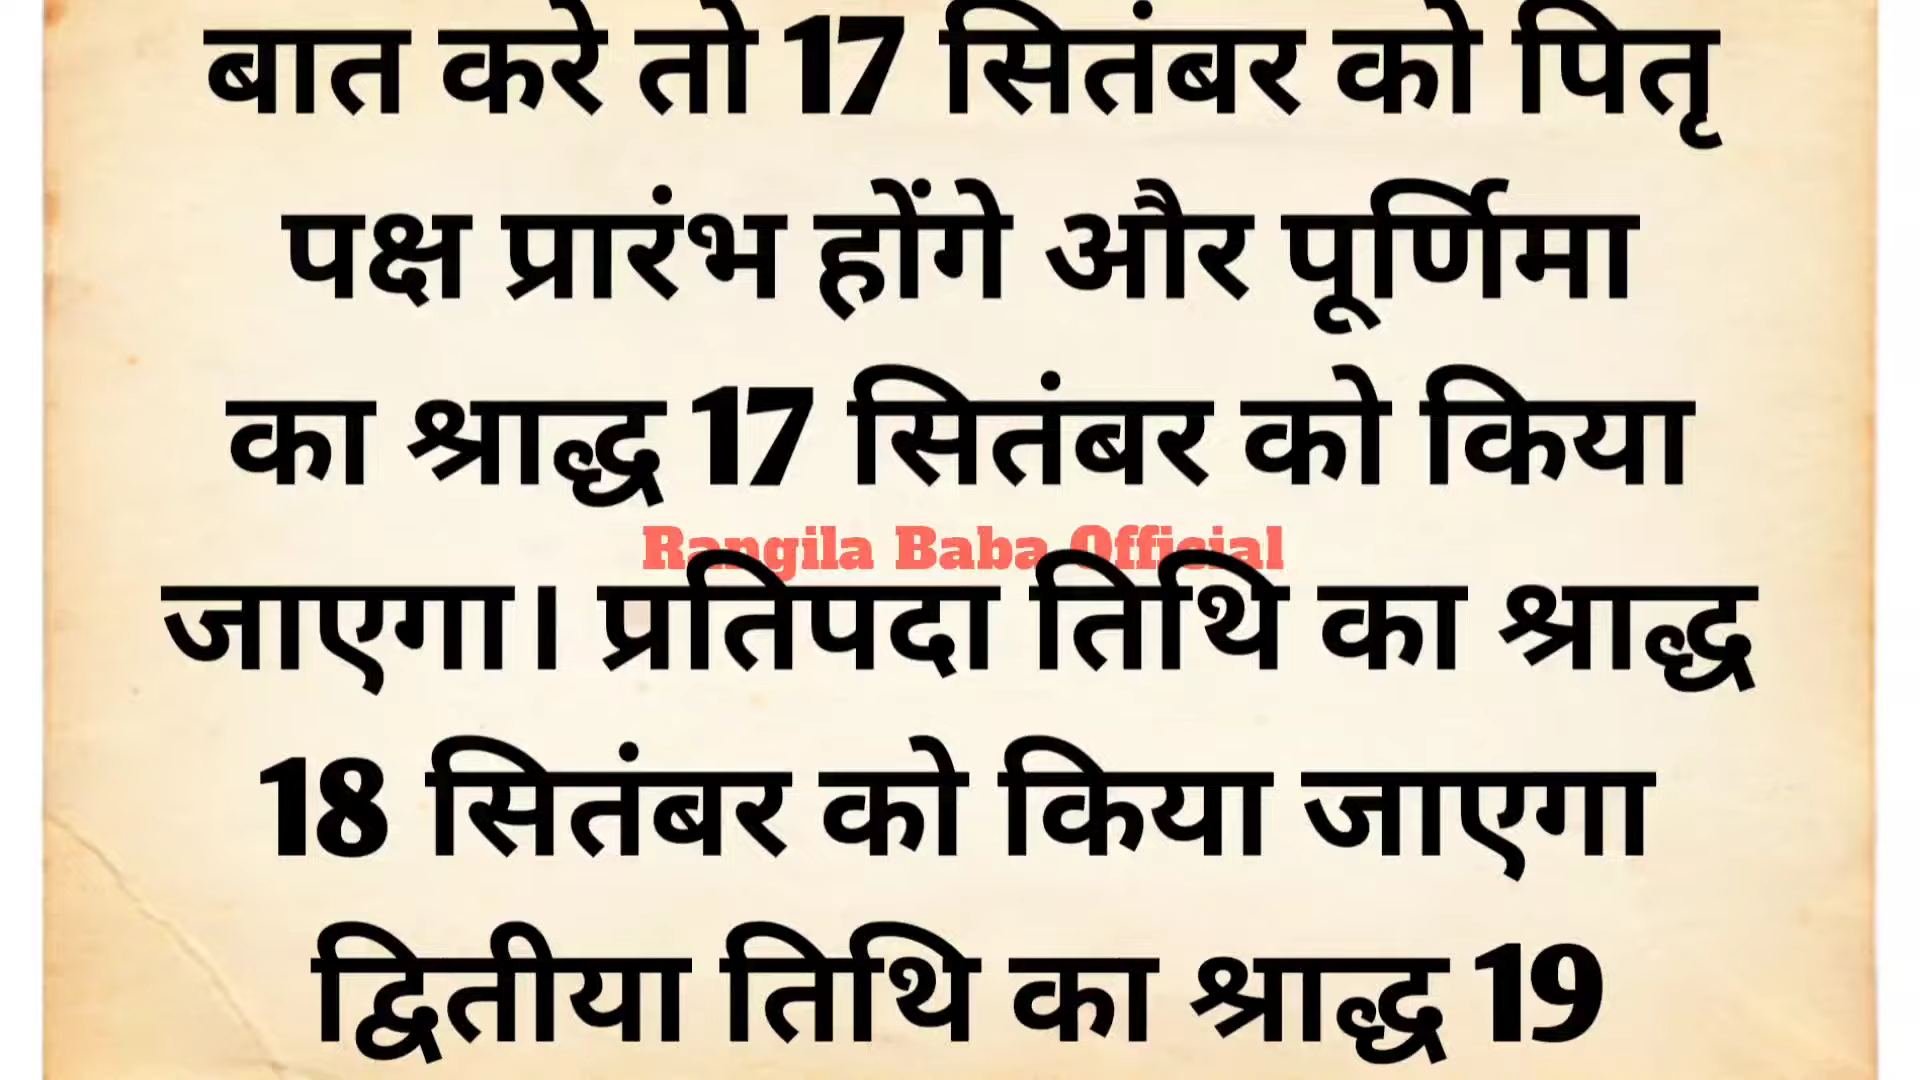 बात करे तो 17 सितंबर को पितृ
पक्ष प्रारंभ होंगे और पूर्णिमा
का श्राद्ध 17 सितंबर को किया
Rangila Baba Official
जाएगा। प्रतिपदा तिथि का श्राद्ध
18 सितंबर को किया जाएगा
द्वितीया तिथि का श्राद्ध 19